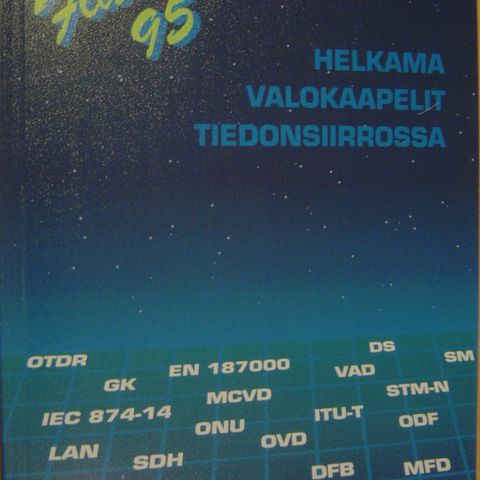 95
HELKAMA
VALOKAAPELIT
TIEDONSIIRROSSA
DS
OTDR
EN 187000
SM
VAD
GK
MCVD
STM-N
IEC 874-14
ITU-T
ONU
ODF
OVD
LAN
SDH
DFB
MFD